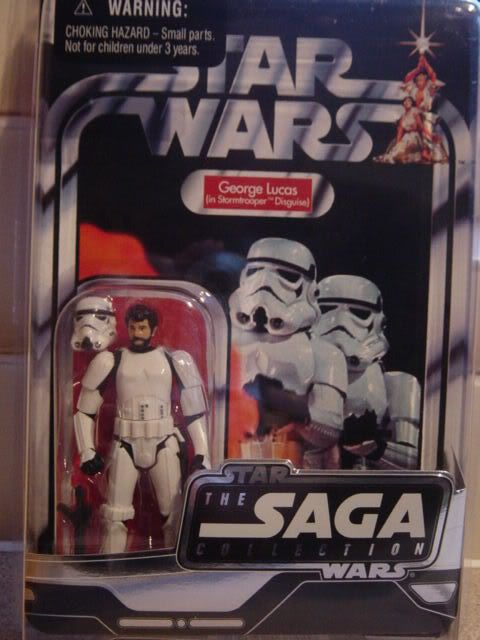 WARNING:
CHOKING HAZARD – Small parts.
Not for children under 3 years.
STAR
WARS
TM
George Lucas
(in Stormtrooper™ Disguise)
STAR
THE SAGA
COLLECTION
WARS®